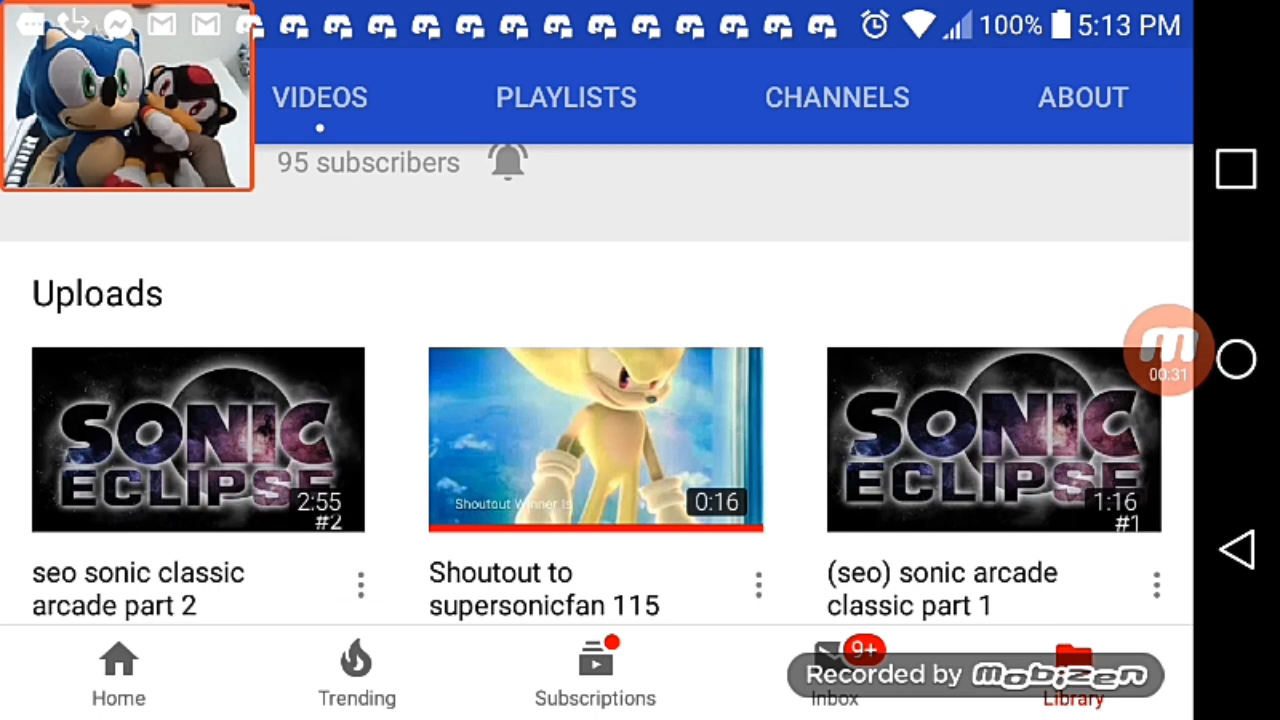 100% 5:13 PM
VIDEOS PLAYLISTS CHANNELS ABOUT
95 subscribers
Uploads
00:31
SONIC
ECLIPSE
2:55
#2
Shoutout Winner Is
0:16
SONIC
ECLIPSE
1:16
#1
seo sonic classic
arcade part 2
Shoutout to
supersonicfan 115
(seo) sonic arcade
classic part 1
9+
Recorded by mobizen
Home Trending Subscriptions Inbox Library